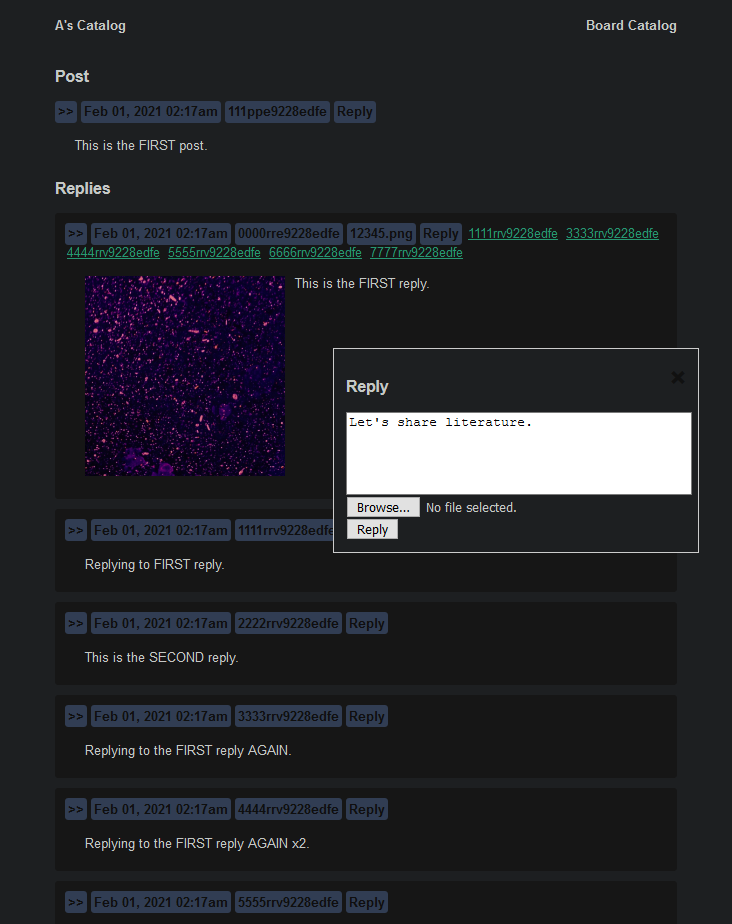 A's Catalog Board Catalog
Post
>> Feb 01, 2021 02:17am 111ppe9228edfe Reply
This is the FIRST post.
Replies
>> Feb 01, 2021 02:17am 0000rre9228edfe 12345.png Reply 1111rrv9228edfe 3333rrv9228edfe
4444rrv9228edfe 5555rrv9228edfe 6666rrv9228edfe 7777rrv9228edfe
This is the FIRST reply.
Reply
Let's share literature.
Browse... No file selected.
Reply
>> Feb 01, 2021 02:17am 1111rrv9228edfe
Replying to FIRST reply.
>> Feb 01, 2021 02:17am 2222rrv9228edfe Reply
This is the SECOND reply.
>> Feb 01, 2021 02:17am 3333rrv9228edfe Reply
Replying to the FIRST reply AGAIN.
>> Feb 01, 2021 02:17am 4444rrv9228edfe Reply
Replying to the FIRST reply AGAIN x2.
>> Feb 01, 2021 02:17am 5555rrv9228edfe Reply